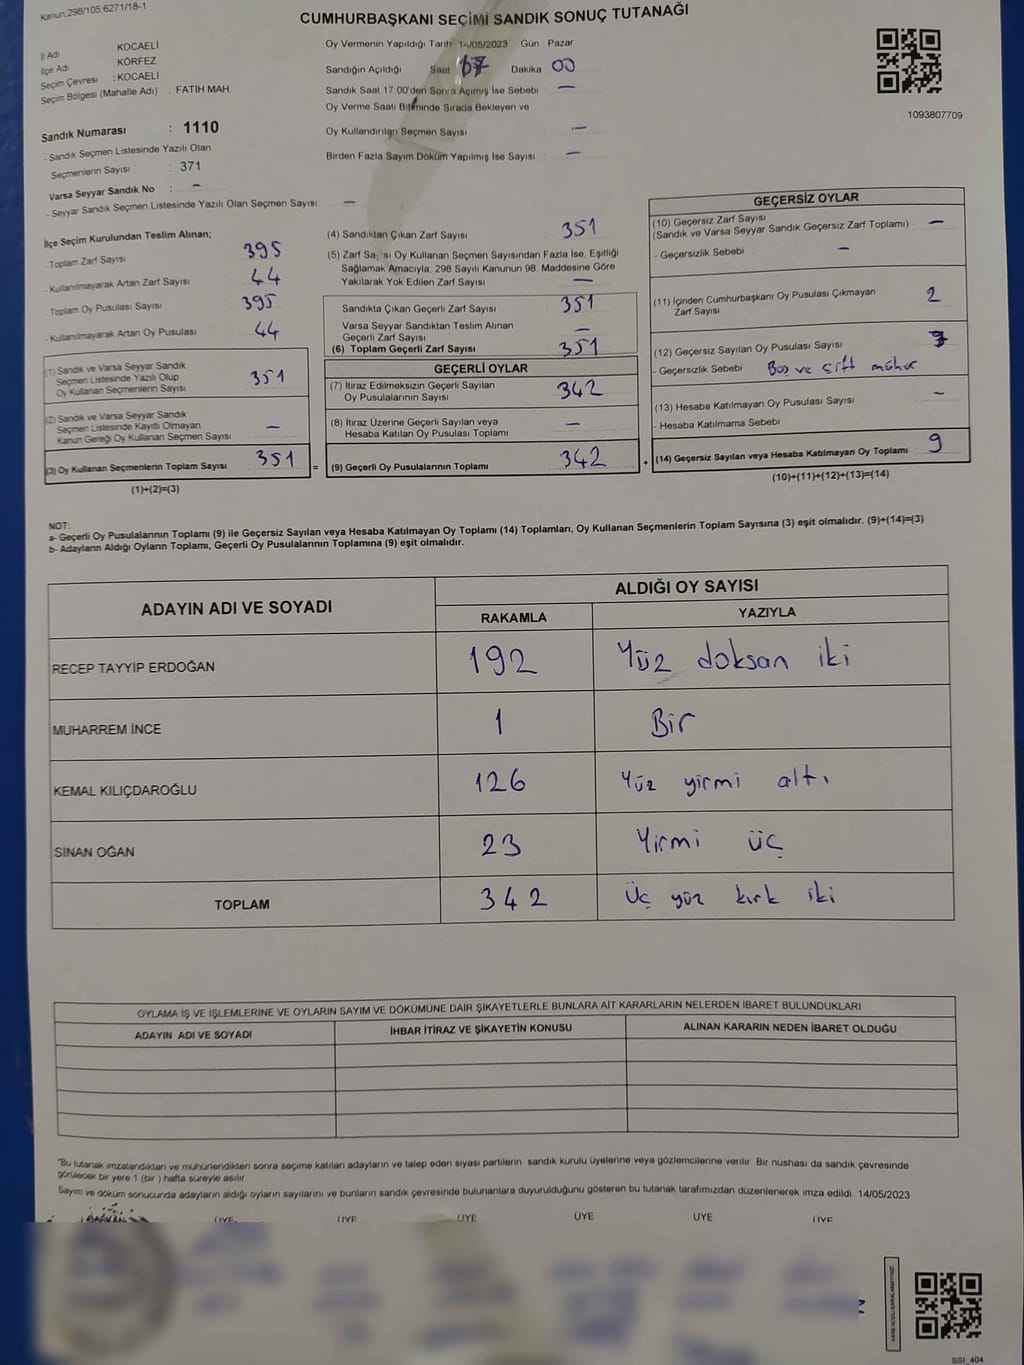 Kanun:298/105:6271/18-1
CUMHURBAŞKANI SEÇİMİ SANDIK SONUÇ TUTANAĞI
İl Adı KOCAELİ
İlçe Adı KÖRFEZ
Seçim Çevresi : KOCAELİ
Seçim Bölgesi (Mahalle Adı) : FATİH MAH.
Sandık Numarası : 1110
- Sandık Seçmen Listesinde Yazılı Olan
Seçmenlerin Sayısı : 371
Varsa Seyyar Sandık No : -
- Seyyar Sandık Seçmen Listesinde Yazılı Olan Seçmen Sayısı: -
Oy Vermenin Yapıldığı Tarih 14/05/2023 Gün Pazar
Sandığın Açıldığı Saat 17 Dakika 00
Sandık Saat 17.00'den Sonra Açımış İse Sebebi -
Oy Verme Saati Bitiminde Sırada Bekleyen ve
Oy Kullandırılan Seçmen Sayısı -
Birden Fazla Sayım Döküm Yapılmış İse Sayısı -
1093807709
İlçe Seçim Kurulundan Teslim Alınan;
- Toplam Zarf Sayısı 395
- Kullanılmayarak Artan Zarf Sayısı 44
- Toplam Oy Pusulası Sayısı 395
- Kullanılmayarak Artan Oy Pusulası 44
(1) Sandık ve Varsa Seyyar Sandık
Seçmen Listesinde Yazılı Olup
Oy Kullanan Seçmenlerin Sayısı 351
(2) Sandık ve Varsa Seyyar Sandık
Seçmen Listesinde Kayıtlı Olmayan
Kanun Gereği Oy Kullanan Seçmen Sayısı -
(3) Oy Kullanan Seçmenlerin Toplam Sayısı 351 =
(1)+(2)=(3)
(4) Sandıktan Çıkan Zarf Sayısı 351
(5) Zarf Sayısı Oy Kullanan Seçmen Sayısından Fazla İse, Eşitliği
Sağlamak Amacıyla, 298 Sayılı Kanunun 98. Maddesine Göre
Yakılarak Yok Edilen Zarf Sayısı -
Sandıkta Çıkan Geçerli Zarf Sayısı 351
Varsa Seyyar Sandıktan Teslim Alınan
Geçerli Zarf Sayısı -
(6) Toplam Geçerli Zarf Sayısı 351
GEÇERLİ OYLAR
(7) İtiraz Edilmeksizin Geçerli Sayılan
Oy Pusulalarının Sayısı 342
(8) İtiraz Üzerine Geçerli Sayılan veya
Hesaba Katılan Oy Pusulası Toplamı -
(9) Geçerli Oy Pusulalarının Toplamı 342 +
GEÇERSİZ OYLAR
(10) Geçersiz Zarf Sayısı
(Sandık ve Varsa Seyyar Sandık Geçersiz Zarf Toplamı) -
- Geçersizlik Sebebi -
(11) İçinden Cumhurbaşkanı Oy Pusulası Çıkmayan
Zarf Sayısı 2
(12) Geçersiz Sayılan Oy Pusulası Sayısı 7
- Geçersizlik Sebebi Boş ve çift mühür
(13) Hesaba Katılmayan Oy Pusulası Sayısı -
- Hesaba Katılmama Sebebi
(14) Geçersiz Sayılan veya Hesaba Katılmayan Oy Toplamı : 9
(10)+(11)+(12)+(13)=(14)
NOT:
a- Geçerli Oy Pusulalarının Toplamı (9) ile Geçersiz Sayılan veya Hesaba Katılmayan Oy Toplamı (14) Toplamları, Oy Kullanan Seçmenlerin Toplam Sayısına (3) eşit olmalıdır. (9)+(14)=(3)
b- Adayların Aldığı Oyların Toplamı, Geçerli Oy Pusulalarının Toplamına (9) eşit olmalıdır.
ADAYIN ADI VE SOYADI ALDIĞI OY SAYISI
RAKAMLA YAZIYLA
RECEP TAYYİP ERDOĞAN 192 Yüz doksan iki
MUHARREM İNCE 1 Bir
KEMAL KILIÇDAROĞLU 126 Yüz yirmi altı
SİNAN OĞAN 23 Yirmi üç
TOPLAM 342 Üç yüz kırk iki
OYLAMA İŞ VE İŞLEMLERİNE VE OYLARIN SAYIM VE DÖKÜMÜNE DAİR ŞİKAYETLERLE BUNLARA AİT KARARLARIN NELERDEN İBARET BULUNDUKLARI
ADAYIN ADI VE SOYADI İHBAR İTİRAZ VE ŞİKAYETİN KONUSU ALINAN KARARIN NEDEN İBARET OLDUĞU
"Bu tutanak imzalandıktan ve mühürlendikten sonra seçime katılan adayların ve talep eden siyasi partilerin sandık kurulu üyelerine veya gözlemcilerine verilir. Bir nüshası da sandık çevresinde
görülecek bir yere 1 (bir ) hafta süreyle asılır.
Sayım ve döküm sonucunda adayların aldığı oyların sayılarını ve bunların sandık çevresinde bulunanlara duyurulduğunu gösteren bu tutanak tarafımızdan düzenlenerek imza edildi. 14/05/2023
BAŞKAN ÜYE ÜYE ÜYE ÜYE ÜYE ÜYE
SSI_404